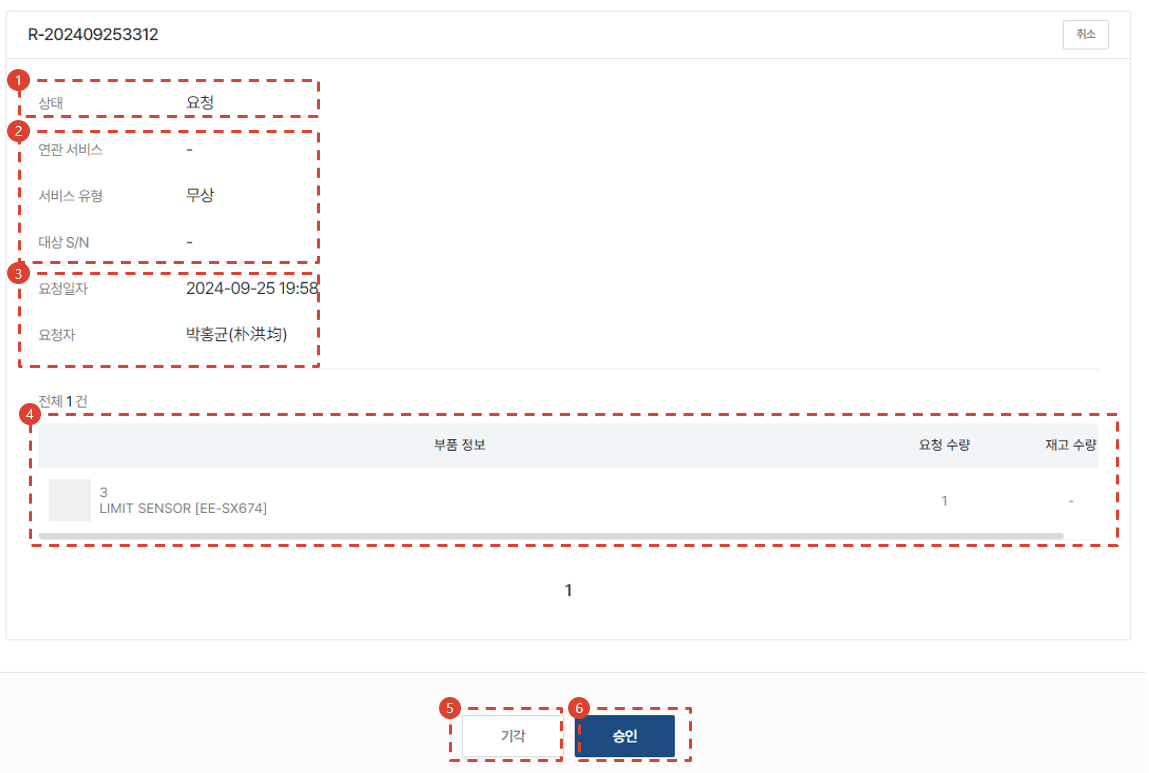 R-202409253312
취소
1
상태 요청
2
연관 서비스 -
서비스 유형 무상
대상 S/N -
3
요청일자 2024-09-25 19:58
요청자 박홍균(朴洪均)
전체 1 건
4
부품 정보 요청 수량 재고 수량
3
LIMIT SENSOR [EE-SX674] 1 -
1
5 6
기각 승인